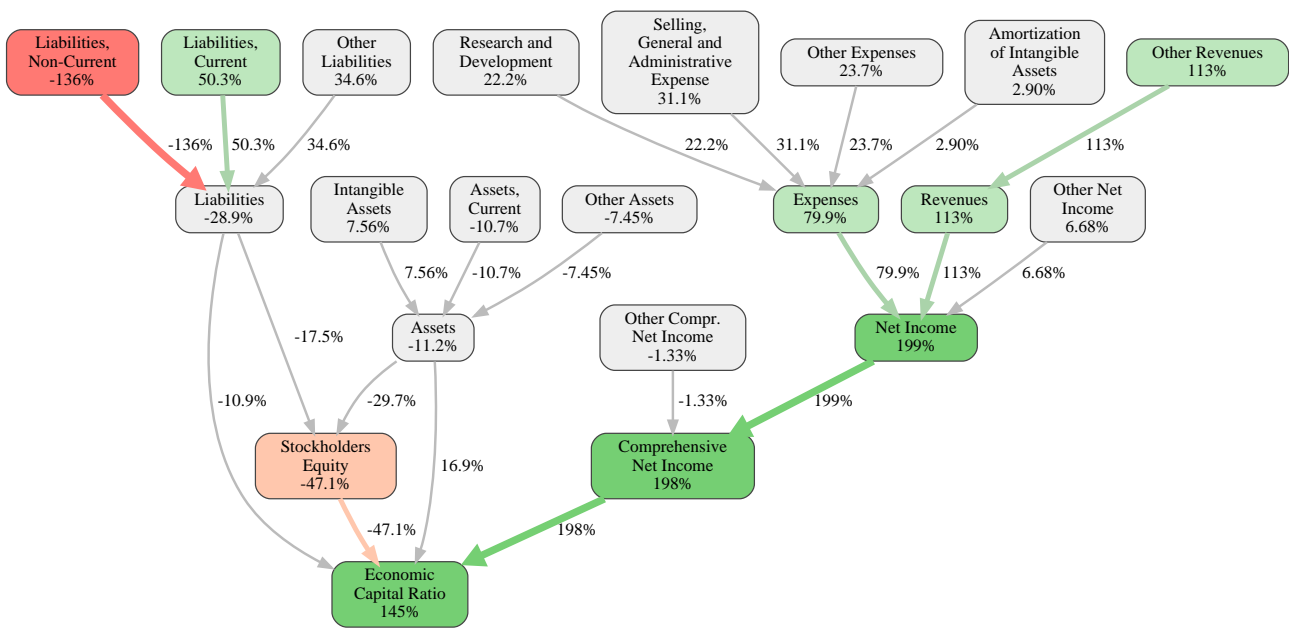 Liabilities,
Non-Current
-136%
Liabilities,
Current
50.3%
Other
Liabilities
34.6%
Research and
Development
22.2%
Selling,
General and
Administrative
Expense
31.1%
Other Expenses
23.7%
Amortization
of Intangible
Assets
2.90%
Other Revenues
113%
-136%
50.3%
34.6%
22.2%
31.1%
23.7%
2.90%
113%
Liabilities
-28.9%
Intangible
Assets
7.56%
Assets,
Current
-10.7%
Other Assets
-7.45%
Expenses
79.9%
Revenues
113%
Other Net
Income
6.68%
7.56%
-10.7%
-7.45%
79.9%
113%
6.68%
-17.5%
Assets
-11.2%
Other Compr.
Net Income
-1.33%
Net Income
199%
-10.9%
-29.7%
-1.33%
199%
Stockholders
Equity
-47.1%
16.9%
Comprehensive
Net Income
198%
-47.1%
198%
Economic
Capital Ratio
145%